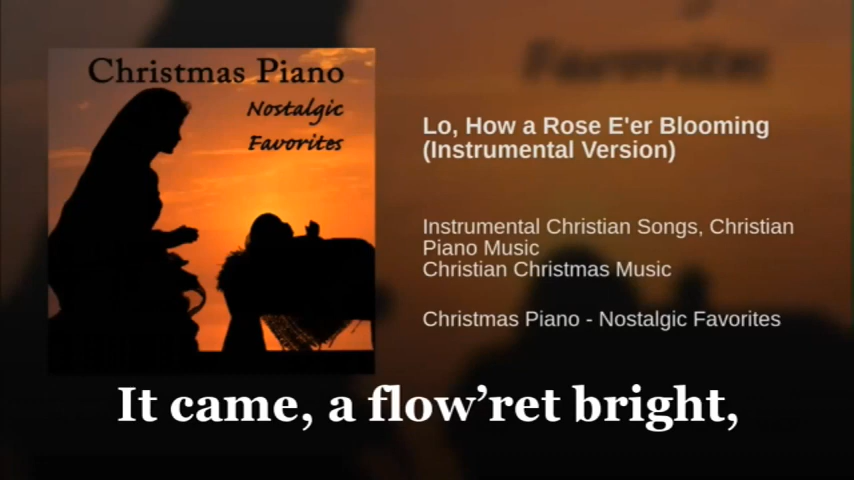 Christmas Piano
Nostalgic
Favorites
Lo, How a Rose E'er Blooming
(Instrumental Version)
Instrumental Christian Songs, Christian
Piano Music
Christian Christmas Music
Christmas Piano - Nostalgic Favorites
It came, a flow’ret bright,
Favorites